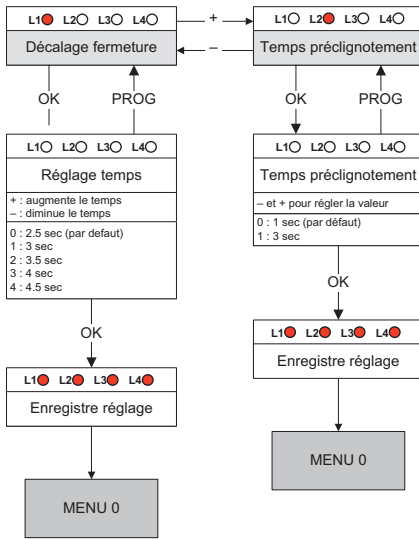 L1 L2 L3 L4
Décalage fermeture
+
–
L1 L2 L3 L4
Temps préclignotement
OK
PROG
OK
PROG
L1 L2 L3 L4
Réglage temps
+ : augmente le temps
– : diminue le temps
0 : 2.5 sec (par defaut)
1 : 3 sec
2 : 3.5 sec
3 : 4 sec
4 : 4.5 sec
OK
L1 L2 L3 L4
Enregistre réglage
MENU 0
L1 L2 L3 L4
Temps préclignotement
– et + pour régler la valeur
0 : 1 sec (par défaut)
1 : 3 sec
OK
L1 L2 L3 L4
Enregistre réglage
MENU 0